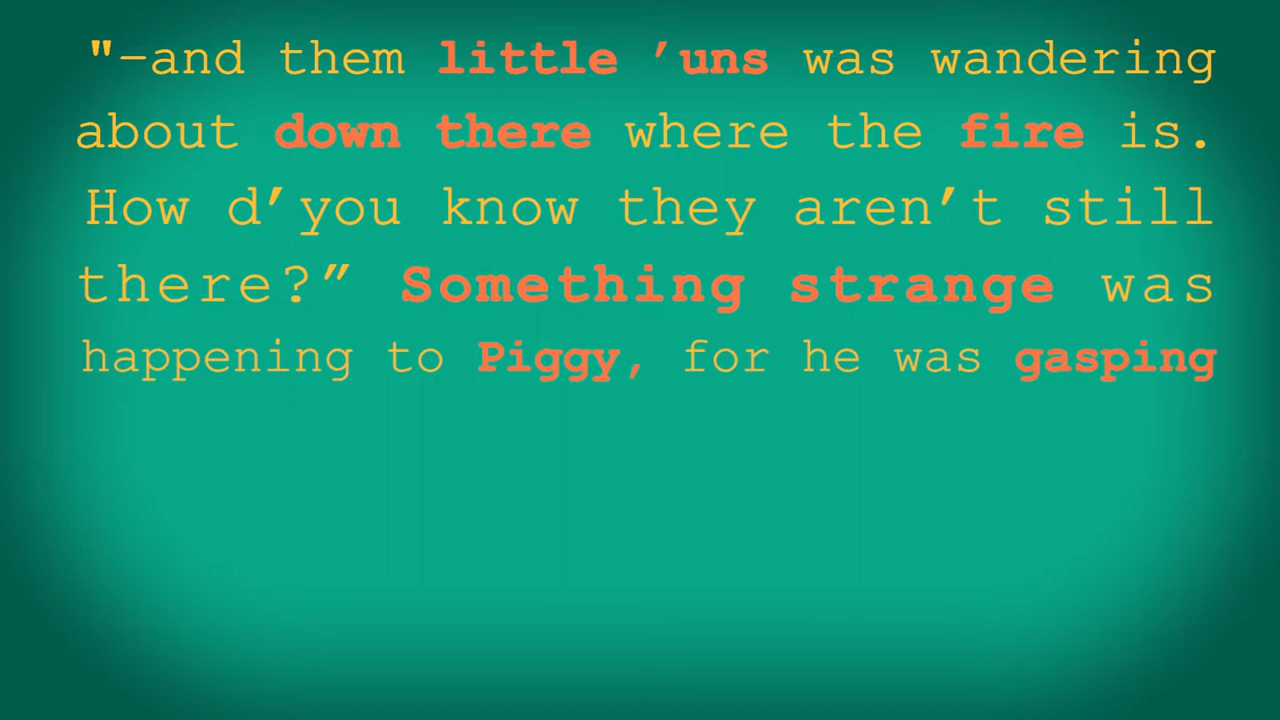 "–and them little ’uns was wandering
about down there where the fire is.
How d’you know they aren’t still
there?” Something strange was
happening to Piggy, for he was gasping